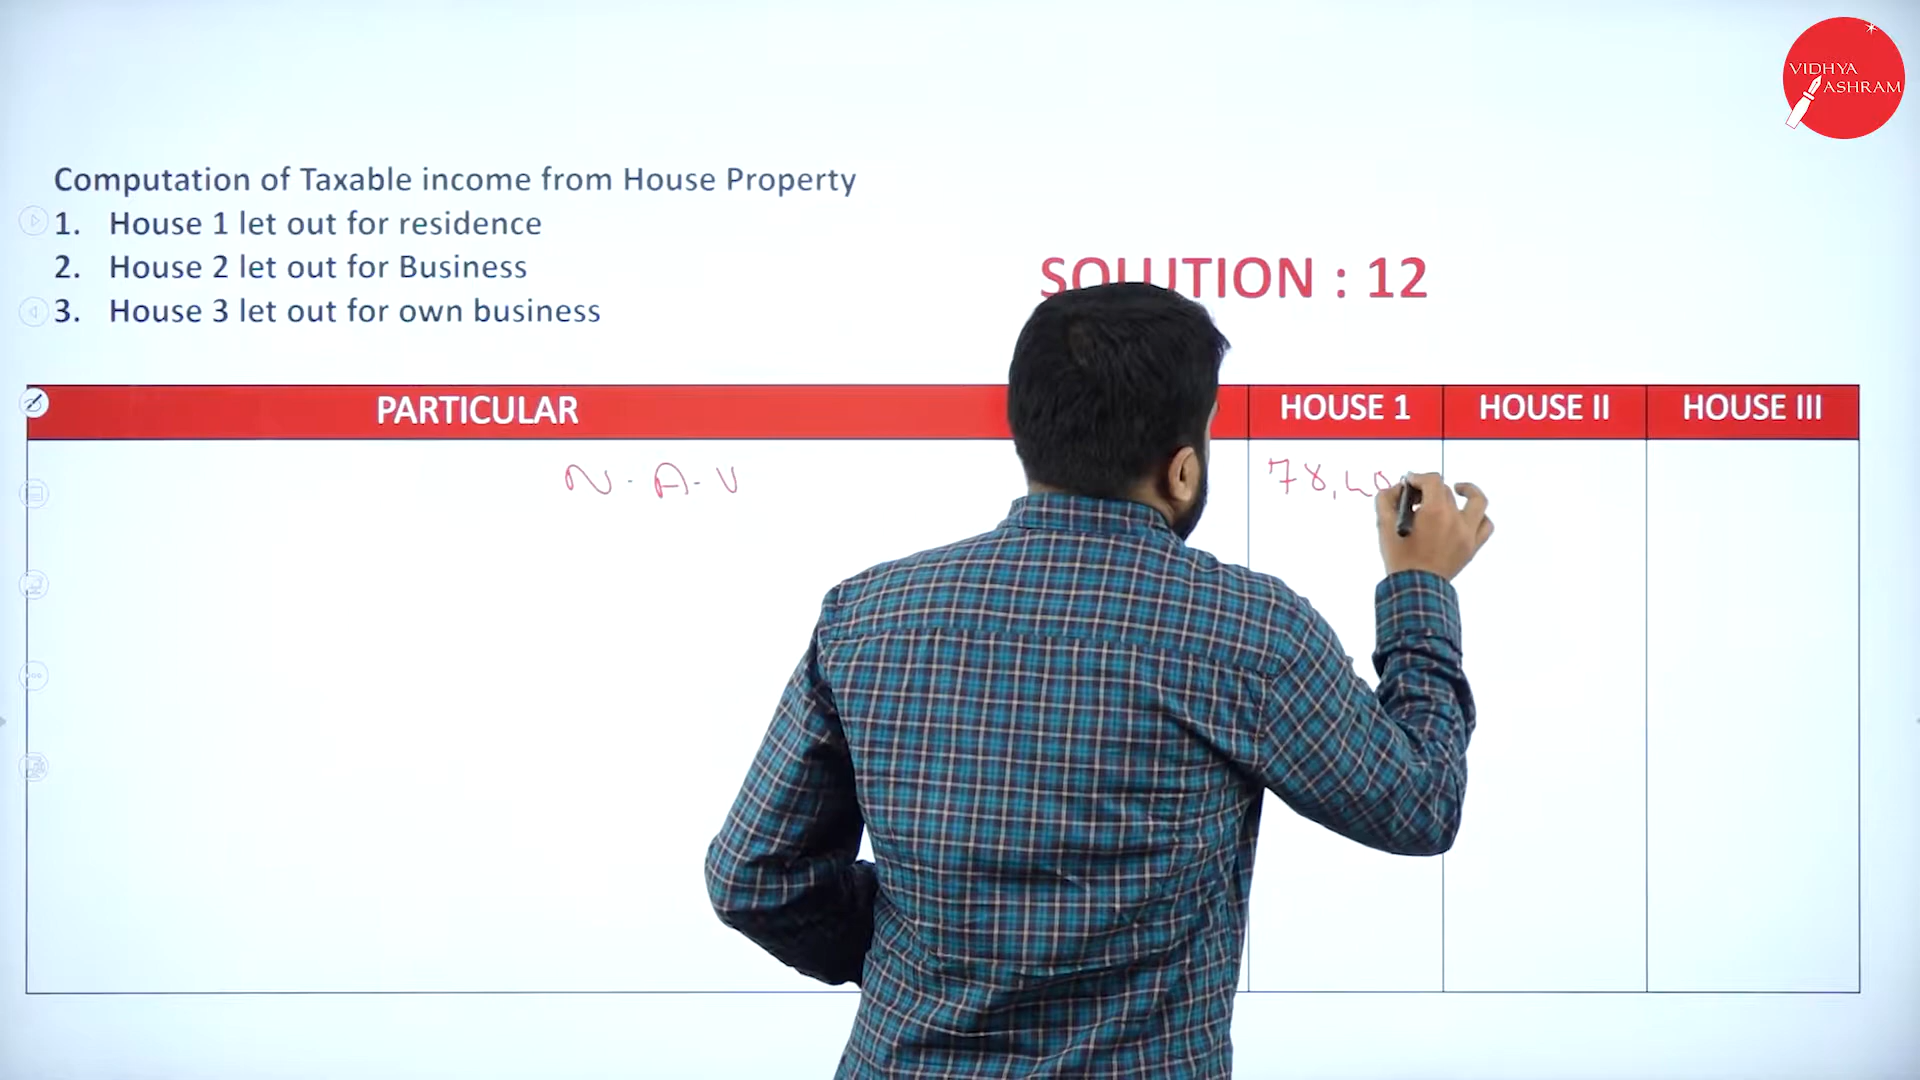 VIDHYA
ASHRAM
Computation of Taxable income from House Property
1. House 1 let out for residence
2. House 2 let out for Business
3. House 3 let out for own business
SOLUTION : 12
PARTICULAR HOUSE 1 HOUSE II HOUSE III
N.A.V 78,40